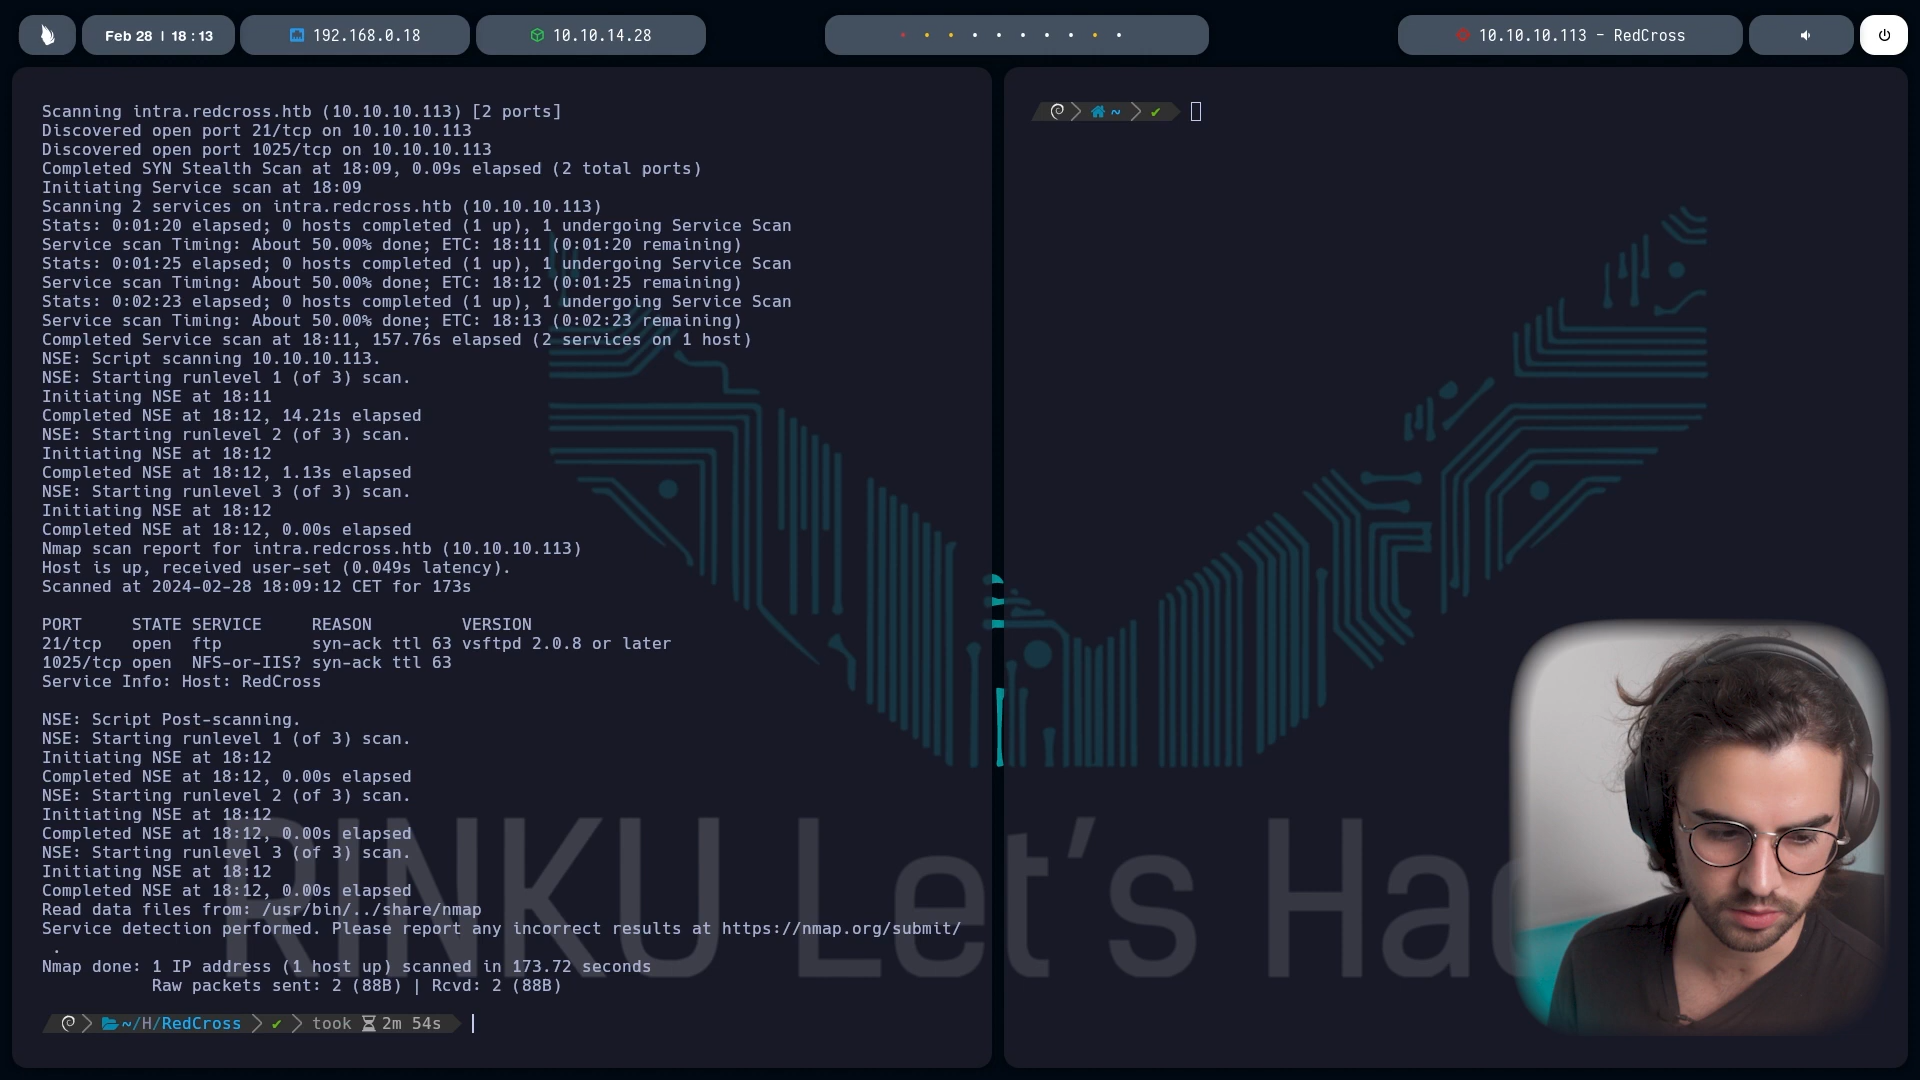 Feb 28 | 18 : 13
192.168.0.18
10.10.14.28
10.10.10.113 - RedCross
Scanning intra.redcross.htb (10.10.10.113) [2 ports]
Discovered open port 21/tcp on 10.10.10.113
Discovered open port 1025/tcp on 10.10.10.113
Completed SYN Stealth Scan at 18:09, 0.09s elapsed (2 total ports)
Initiating Service scan at 18:09
Scanning 2 services on intra.redcross.htb (10.10.10.113)
Stats: 0:01:20 elapsed; 0 hosts completed (1 up), 1 undergoing Service Scan
Service scan Timing: About 50.00% done; ETC: 18:11 (0:01:20 remaining)
Stats: 0:01:25 elapsed; 0 hosts completed (1 up), 1 undergoing Service Scan
Service scan Timing: About 50.00% done; ETC: 18:12 (0:01:25 remaining)
Stats: 0:02:23 elapsed; 0 hosts completed (1 up), 1 undergoing Service Scan
Service scan Timing: About 50.00% done; ETC: 18:13 (0:02:23 remaining)
Completed Service scan at 18:11, 157.76s elapsed (2 services on 1 host)
NSE: Script scanning 10.10.10.113.
NSE: Starting runlevel 1 (of 3) scan.
Initiating NSE at 18:11
Completed NSE at 18:12, 14.21s elapsed
NSE: Starting runlevel 2 (of 3) scan.
Initiating NSE at 18:12
Completed NSE at 18:12, 1.13s elapsed
NSE: Starting runlevel 3 (of 3) scan.
Initiating NSE at 18:12
Completed NSE at 18:12, 0.00s elapsed
Nmap scan report for intra.redcross.htb (10.10.10.113)
Host is up, received user-set (0.049s latency).
Scanned at 2024-02-28 18:09:12 CET for 173s
PORT     STATE SERVICE     REASON         VERSION
21/tcp   open  ftp         syn-ack ttl 63 vsftpd 2.0.8 or later
1025/tcp open  NFS-or-IIS? syn-ack ttl 63
Service Info: Host: RedCross
NSE: Script Post-scanning.
NSE: Starting runlevel 1 (of 3) scan.
Initiating NSE at 18:12
Completed NSE at 18:12, 0.00s elapsed
NSE: Starting runlevel 2 (of 3) scan.
Initiating NSE at 18:12
Completed NSE at 18:12, 0.00s elapsed
NSE: Starting runlevel 3 (of 3) scan.
Initiating NSE at 18:12
Completed NSE at 18:12, 0.00s elapsed
Read data files from: /usr/bin/../share/nmap
Service detection performed. Please report any incorrect results at https://nmap.org/submit/
.
Nmap done: 1 IP address (1 host up) scanned in 173.72 seconds
Raw packets sent: 2 (88B) | Rcvd: 2 (88B)
~/H/RedCross ✔ took 2m 54s
~ ✔
RINKU Let's Hac